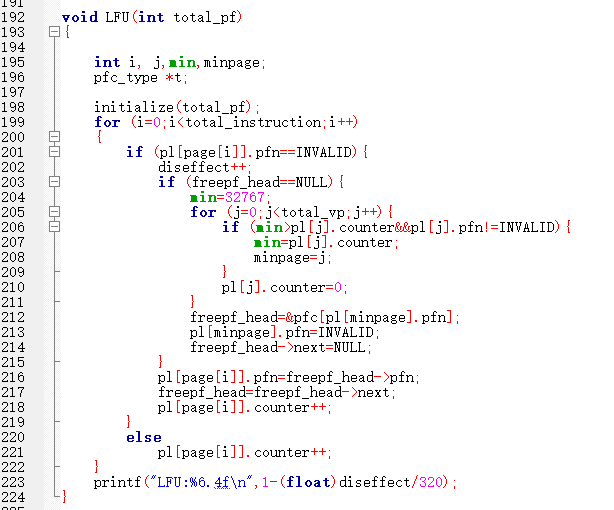 191
192 void LFU(int total_pf)
193 {
194
195 int i, j,min,minpage;
196 pfc_type *t;
197
198 initialize(total_pf);
199 for (i=0;i<total_instruction;i++)
200 {
201 if (pl[page[i]].pfn==INVALID){
202 diseffect++;
203 if (freepf_head==NULL){
204 min=32767;
205 for (j=0;j<total_vp;j++){
206 if (min>pl[j].counter&&pl[j].pfn!=INVALID){
207 min=pl[j].counter;
208 minpage=j;
209 }
210 pl[j].counter=0;
211 }
212 freepf_head=&pfc[pl[minpage].pfn];
213 pl[minpage].pfn=INVALID;
214 freepf_head->next=NULL;
215 }
216 pl[page[i]].pfn=freepf_head->pfn;
217 freepf_head=freepf_head->next;
218 pl[page[i]].counter++;
219 }
220 else
221 pl[page[i]].counter++;
222 }
223 printf("LFU:%6.4f\n",1-(float)diseffect/320);
224 }